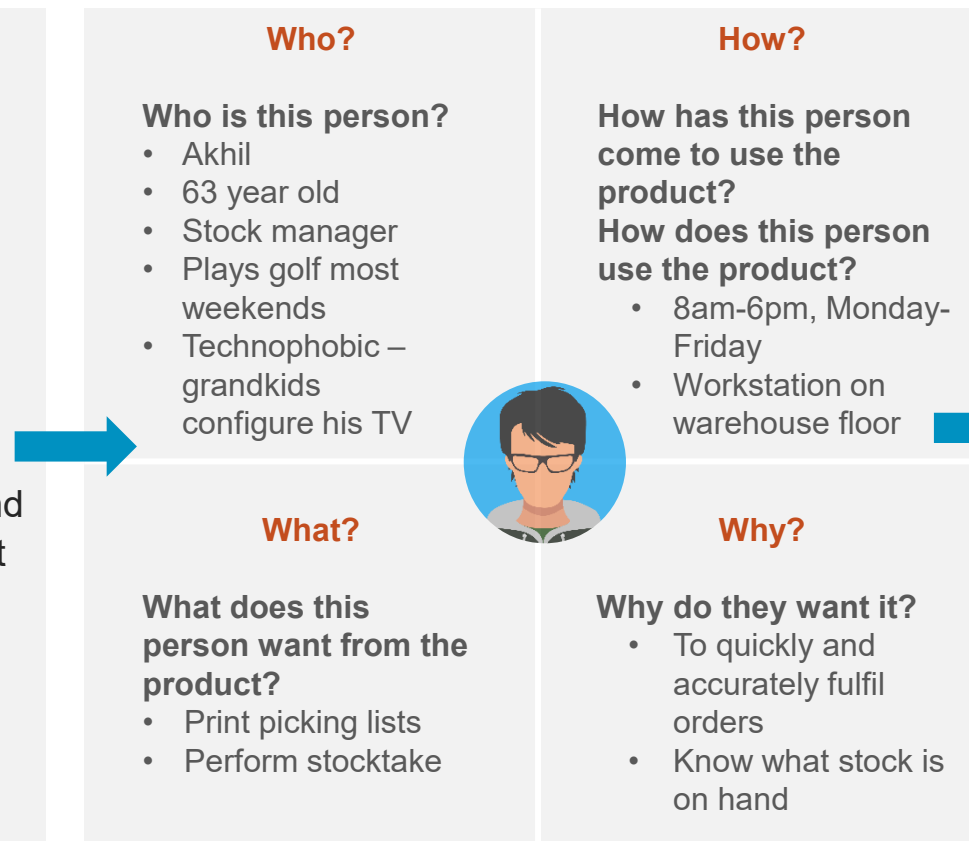 Who?
Who is this person?
• Akhil
• 63 year old
• Stock manager
• Plays golf most
weekends
• Technophobic –
grandkids
configure his TV
How?
How has this person
come to use the
product?
How does this person
use the product?
• 8am-6pm, Monday-
Friday
• Workstation on
warehouse floor
What?
What does this
person want from the
product?
• Print picking lists
• Perform stocktake
Why?
Why do they want it?
• To quickly and
accurately fulfil
orders
• Know what stock is
on hand